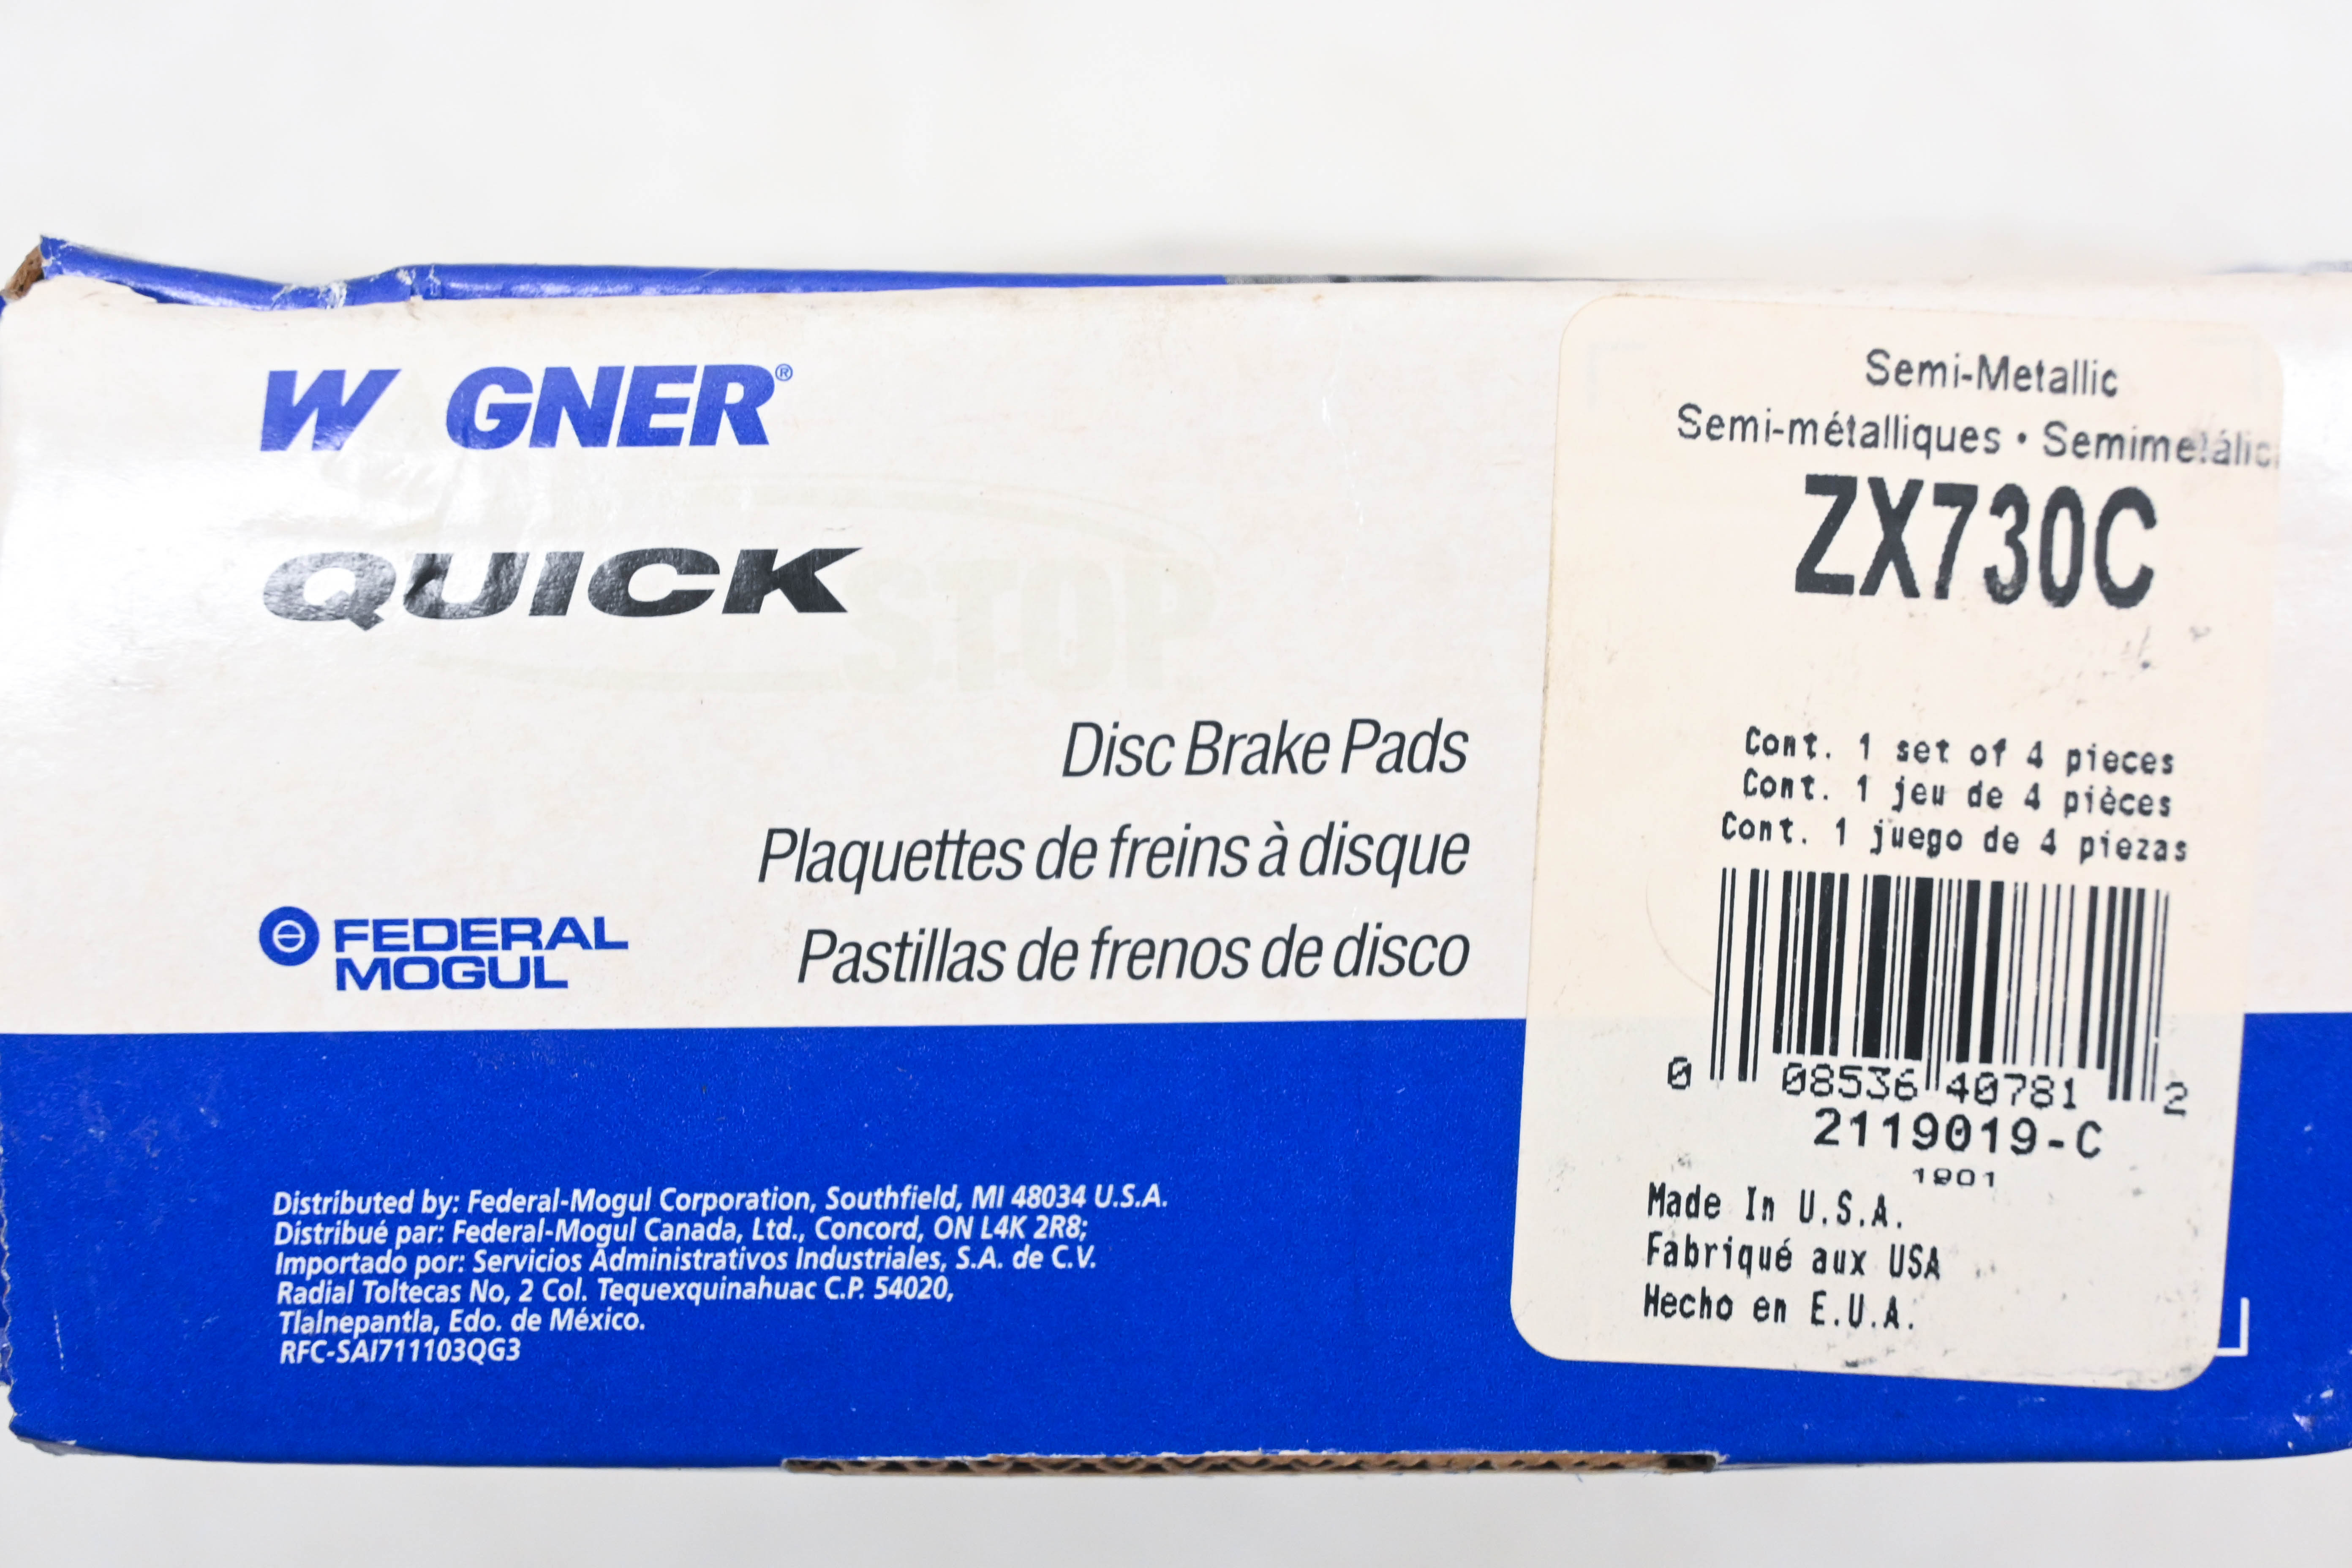 W GNER®
QUICK
STOP
Disc Brake Pads
Plaquettes de freins à disque
Pastillas de frenos de disco
FEDERAL
MOGUL
Distributed by: Federal-Mogul Corporation, Southfield, MI 48034 U.S.A.
Distribué par: Federal-Mogul Canada, Ltd., Concord, ON L4K 2R8;
Importado por: Servicios Administrativos Industriales, S.A. de C.V.
Radial Toltecas No, 2 Col. Tequexquinahuac C.P. 54020,
Tlalnepantla, Edo. de México.
RFC-SAI711103QG3
Semi-Metallic
Semi-métalliques • Semimetálic
ZX730C
Cont. 1 set of 4 pieces
Cont. 1 jeu de 4 pièces
Cont. 1 juego de 4 piezas
0 08536 40781 2
2119019-C
1901
Made In U.S.A.
Fabriqué aux USA
Hecho en E.U.A.